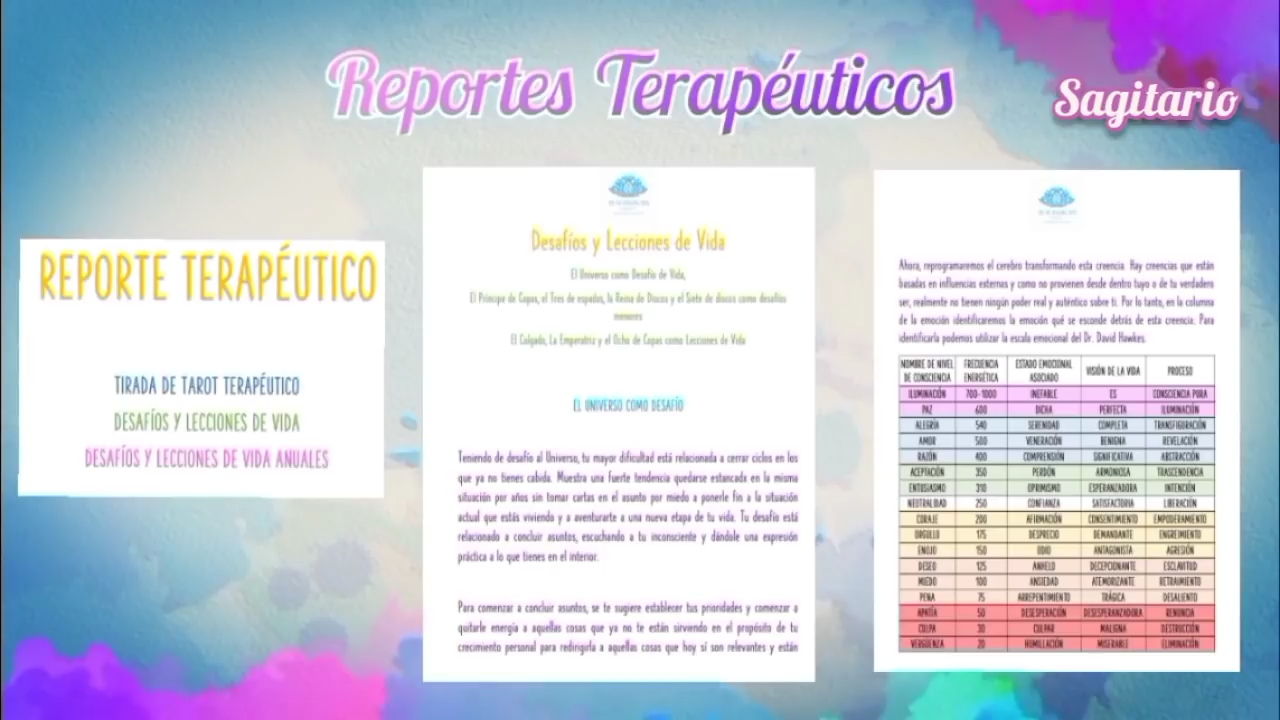 Reportes Terapéuticos
Sagitario
REPORTE TERAPÉUTICO
TIRADA DE TAROT TERAPÉUTICO
DESAFÍOS Y LECCIONES DE VIDA
DESAFÍOS Y LECCIONES DE VIDA ANUALES
Desafíos y Lecciones de Vida
El Universo como Desafío de Vida,
El Príncipe de Copas, el Tres de espadas, la Reina de Discos y el Siete de discos como desafíos
menores
El Colgado, La Emperatriz y el Ocho de Copas como Lecciones de Vida
EL UNIVERSO COMO DESAFÍO
Teniendo de desafío al Universo, tu mayor dificultad está relacionada a cerrar ciclos en los
que ya no tienes cabida. Muestra una fuerte tendencia quedarse estancada en la misma
situación por años sin tomar cartas en el asunto por miedo a ponerle fin a la situación
actual que estás viviendo y a aventurarte a una nueva etapa de tu vida. Tu desafío está
relacionado a concluir asuntos, escuchando a tu inconsciente y dándole una expresión
práctica a lo que tienes en el interior.
Para comenzar a concluir asuntos, se te sugiere establecer tus prioridades y comenzar a
quitarle energía a aquellas cosas que ya no te están sirviendo en el propósito de tu
crecimiento personal para redirigirla a aquellas cosas que hoy sí son relevantes y están
Ahora, reprogramaremos el cerebro transformando esta creencia. Hay creencias que están
basadas en influencias externas y como no provienen desde dentro tuyo o de tu verdadero
ser, realmente no tienen ningún poder real y auténtico sobre ti. Por lo tanto, en la columna
de la emoción identificaremos la emoción qué se esconde detrás de esta creencia. Para
identificarla podemos utilizar la escala emocional del Dr. David Hawkes.
NOMBRE DE NIVEL DE CONSCIENCIA FRECUENCIA ENERGÉTICA ESTADO EMOCIONAL ASOCIADO VISIÓN DE LA VIDA PROCESO
ILUMINACIÓN 700-1000 INEFABLE ES CONSCIENCIA PURA
PAZ 600 DICHA PERFECTA ILUMINACIÓN
ALEGRÍA 540 SERENIDAD COMPLETA TRANSFIGURACIÓN
AMOR 500 VENERACIÓN BENIGNA REVELACIÓN
RAZÓN 400 COMPRENSIÓN SIGNIFICATIVA ABSTRACCIÓN
ACEPTACIÓN 350 PERDÓN ARMONIOSA TRASCENDENCIA
ENTUSIASMO 310 OPRIMISMO ESPERANZADORA INTENCIÓN
NEUTRALIDAD 250 CONFIANZA SATISFACTORIA LIBERACIÓN
CORAJE 200 AFIRMACIÓN CONSENTIMIENTO EMPODERAMIENTO
ORGULLO 175 DESPRECIO DEMANDANTE ENGREIMIENTO
ENOJO 150 ODIO ANTAGONISTA AGRESIÓN
DESEO 125 ANHELO DECEPCIONANTE ESCLAVITUD
MIEDO 100 ANSIEDAD ATEMORIZANTE RETRAIMIENTO
PENA 75 ARREPENTIMIENTO TRÁGICA DESALIENTO
APATÍA 50 DESESPERACIÓN DESESPERANZADORA RENUNCIA
CULPA 30 CULPAR MALIGNA DESTRUCCIÓN
VERGÜENZA 20 HUMILLACIÓN MISERABLE ELIMINACIÓN